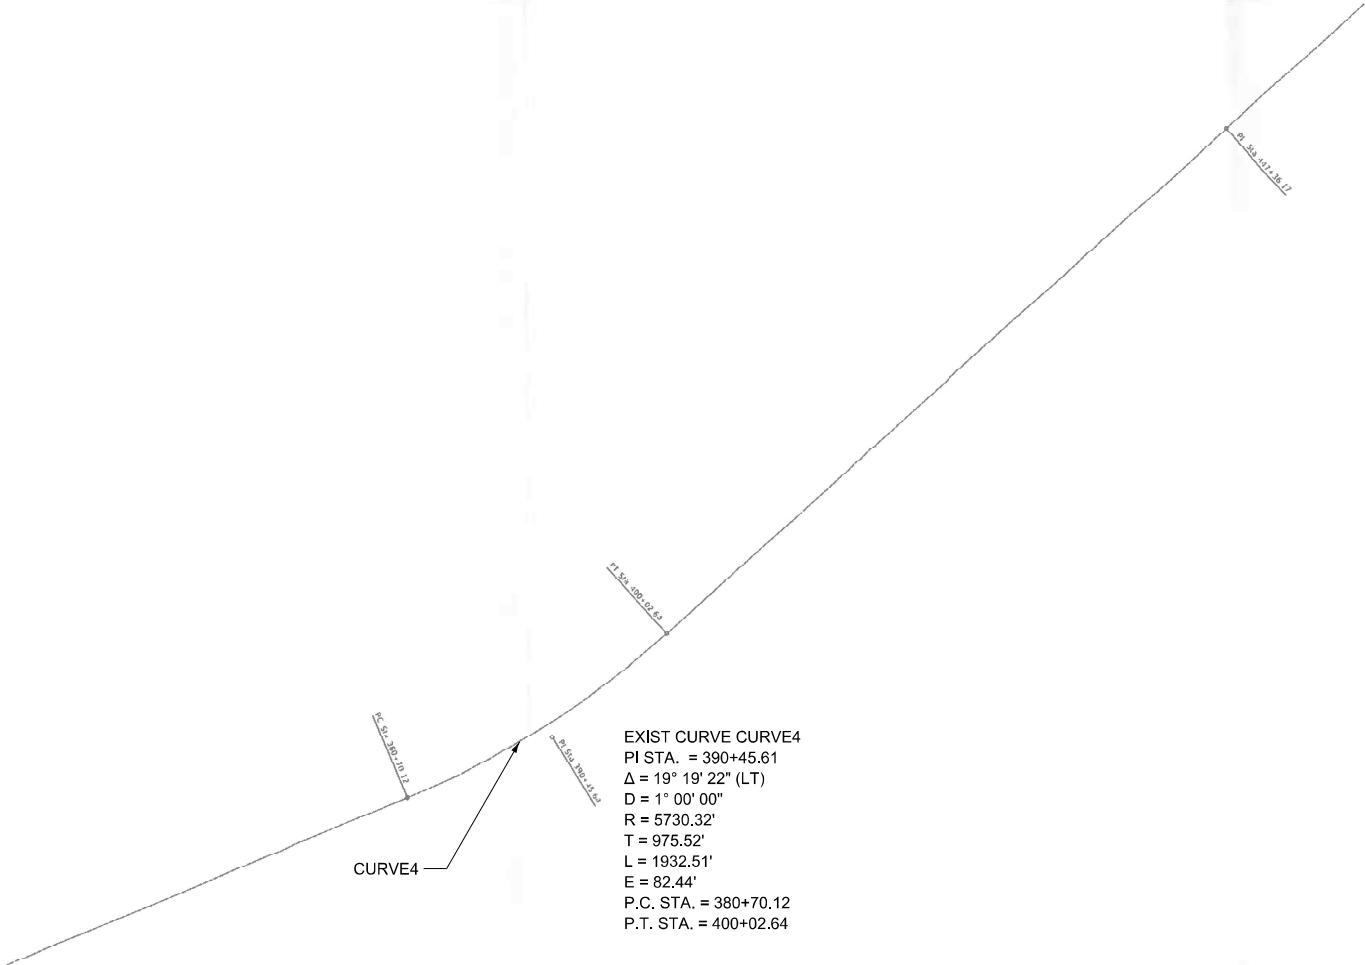 PI Sta 447+36.17
PT Sta 400+02.64
PC Sta 380+70.12
PI Sta 390+45.61
EXIST CURVE CURVE4
PI STA. = 390+45.61
Δ = 19° 19' 22" (LT)
D = 1° 00' 00"
R = 5730.32'
T = 975.52'
L = 1932.51'
E = 82.44'
P.C. STA. = 380+70.12
P.T. STA. = 400+02.64
CURVE4